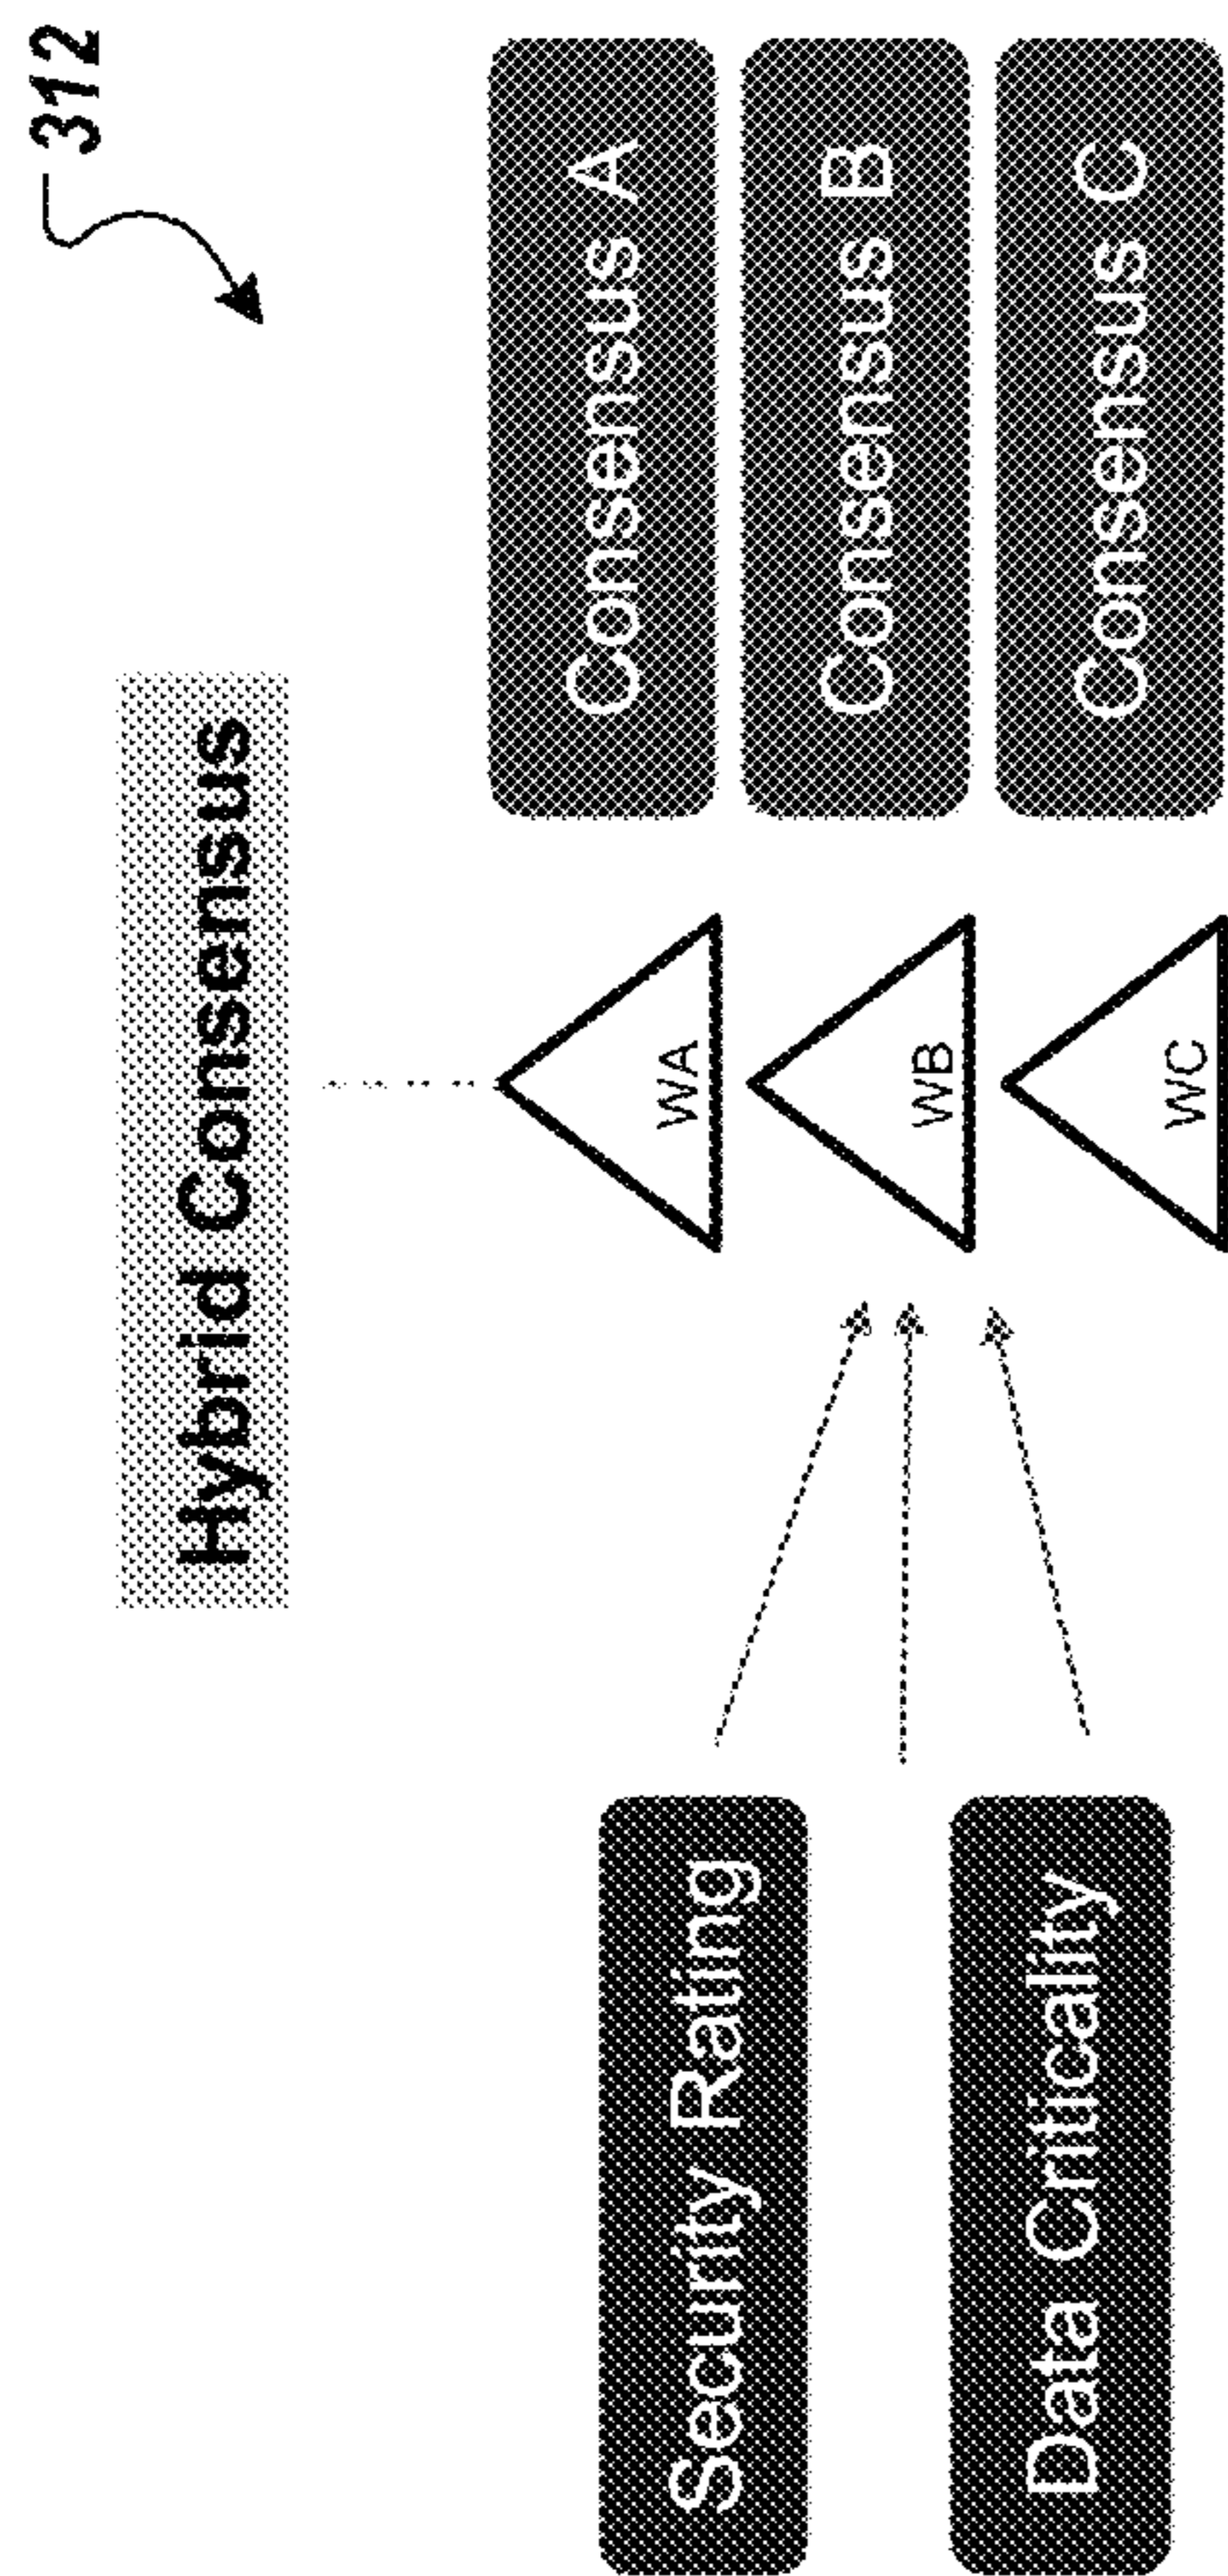 312
Hybrid Consensus
Security Rating
Data Criticality
WA
WB
WC
Consensus A
Consensus B
Consensus C